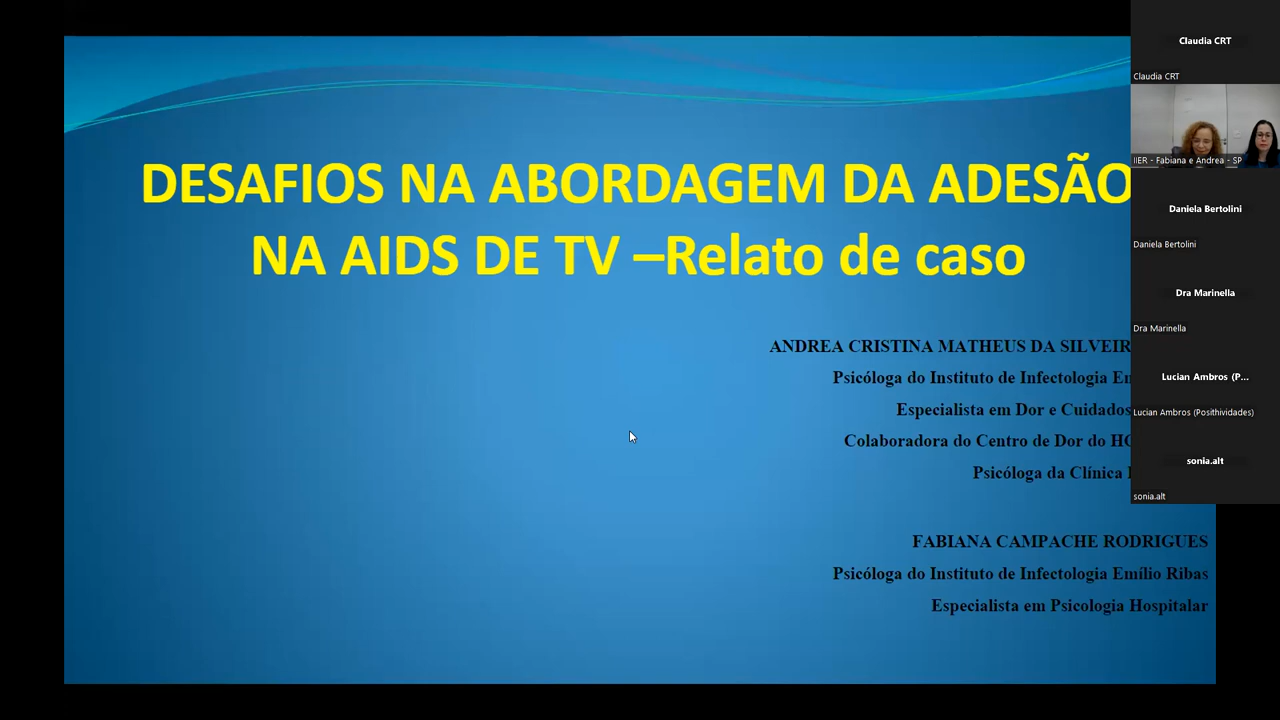 DESAFIOS NA ABORDAGEM DA ADESÃO
NA AIDS DE TV –Relato de caso
ANDREA CRISTINA MATHEUS DA
Psicóloga do Instituto de Infectologia
Especialista em Dor e Cuidados
Colaboradora do Centro de Dor do
Psicóloga da Clínica
FABIANA CAMPACHE RODRIGUES
Psicóloga do Instituto de Infectologia Emílio Ribas
Especialista em Psicologia Hospitalar
Claudia CRT
Claudia CRT
IIER - Fabiana e Andrea - SP
Daniela Bertolini
Daniela Bertolini
Dra Marinella
Dra Marinella
Lucian Ambros (P...
Lucian Ambros (Posithividades)
sonia.alt
sonia.alt